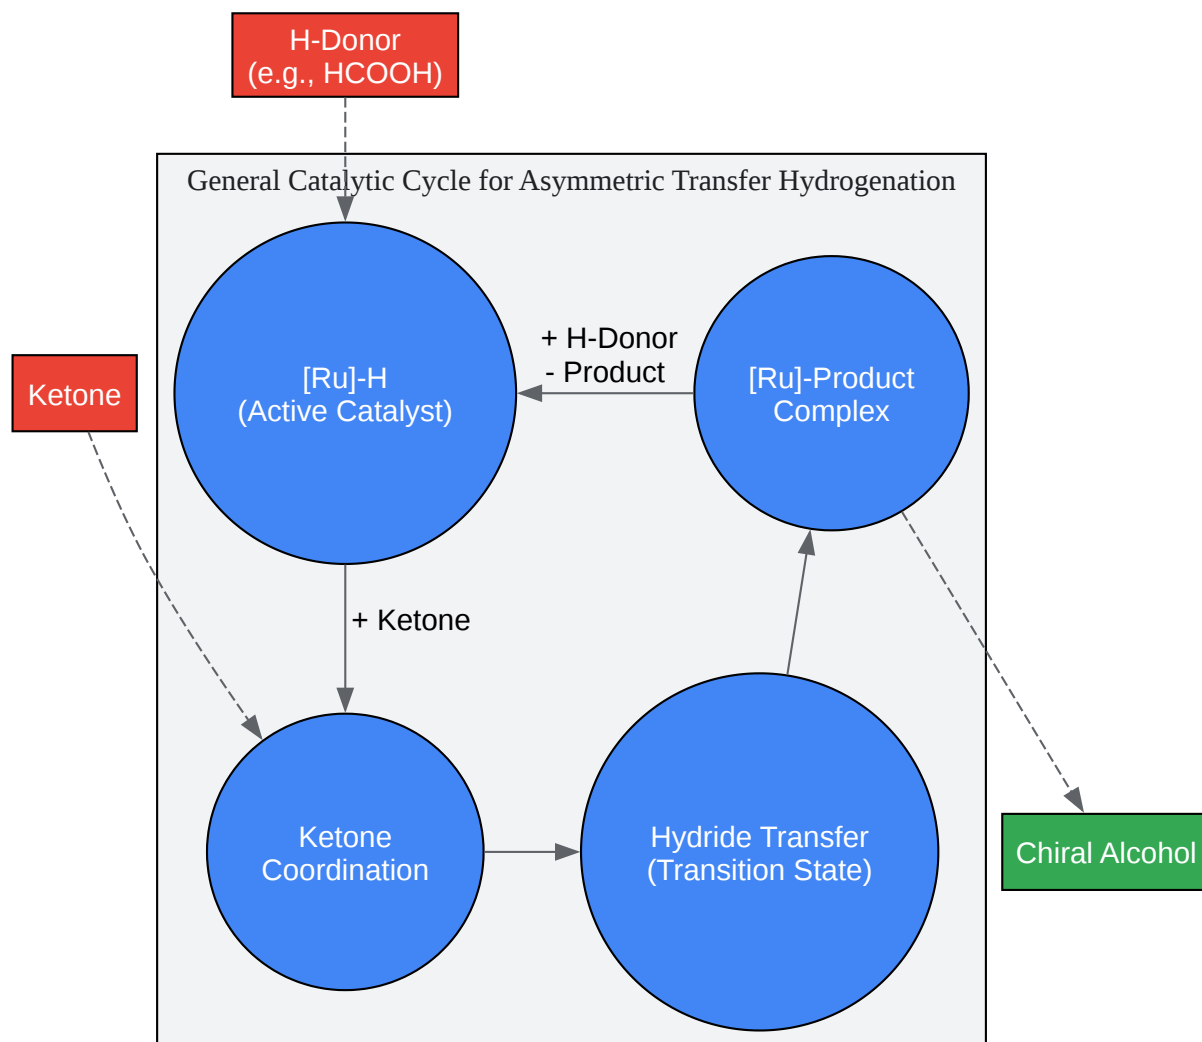 H-Donor
(e.g., HCOOH)
General Catalytic Cycle for Asymmetric Transfer Hydrogenation
+ H-Donor
- Product
[Ru]-H
(Active Catalyst)
[Ru]-Product
Complex
Ketone
+ Ketone
Ketone
Coordination
Hydride Transfer
(Transition State)
Chiral Alcohol